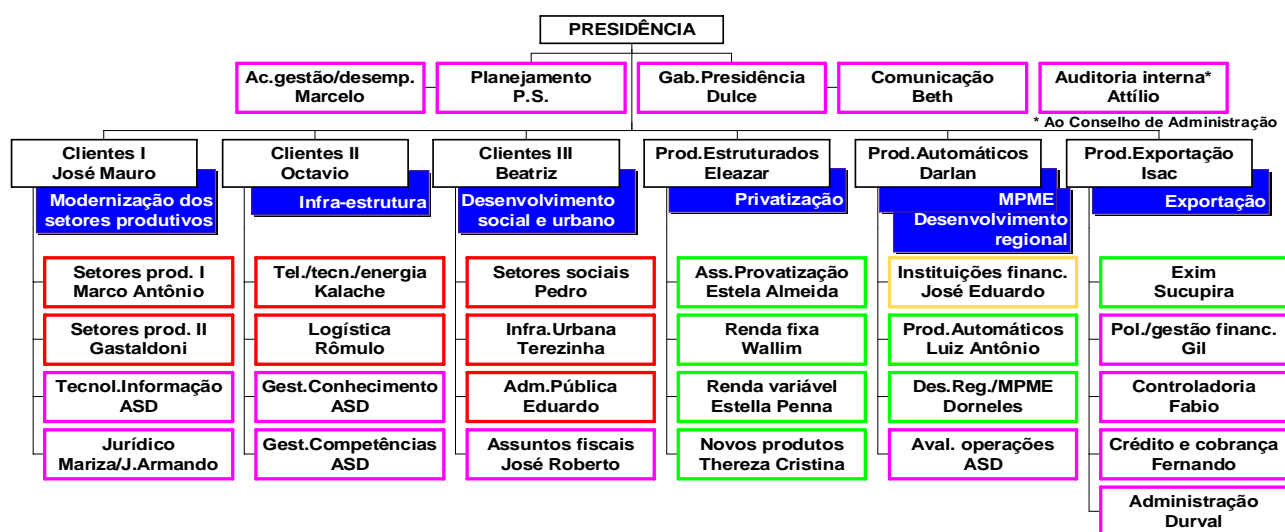 PRESIDÊNCIA
Ac.gestão/desemp.
Marcelo
Planejamento
P.S.
Gab.Presidência
Dulce
Comunicação
Beth
Auditoria interna*
Attílio
* Ao Conselho de Administração
Clientes I
José Mauro
Modernização dos
setores produtivos
Setores prod. I
Marco Antônio
Setores prod. II
Gastaldoni
Tecnol.Informação
ASD
Jurídico
Mariza/J.Armando
Clientes II
Octavio
Infra-estrutura
Tel./tecn./energia
Kalache
Logística
Rômulo
Gest.Conhecimento
ASD
Gest.Competências
ASD
Clientes III
Beatriz
Desenvolvimento
social e urbano
Setores sociais
Pedro
Infra.Urbana
Terezinha
Adm.Pública
Eduardo
Assuntos fiscais
José Roberto
Prod.Estruturados
Eleazar
Privatização
Ass.Provatização
Estela Almeida
Renda fixa
Wallim
Renda variável
Estella Penna
Novos produtos
Thereza Cristina
Prod.Automáticos
Darlan
MPME
Desenvolvimento
regional
Instituições financ.
José Eduardo
Prod.Automáticos
Luiz Antônio
Des.Reg./MPME
Dorneles
Aval. operações
ASD
Prod.Exportação
Isac
Exportação
Exim
Sucupira
Pol./gestão financ.
Gil
Controladoria
Fabio
Crédito e cobrança
Fernando
Administração
Durval